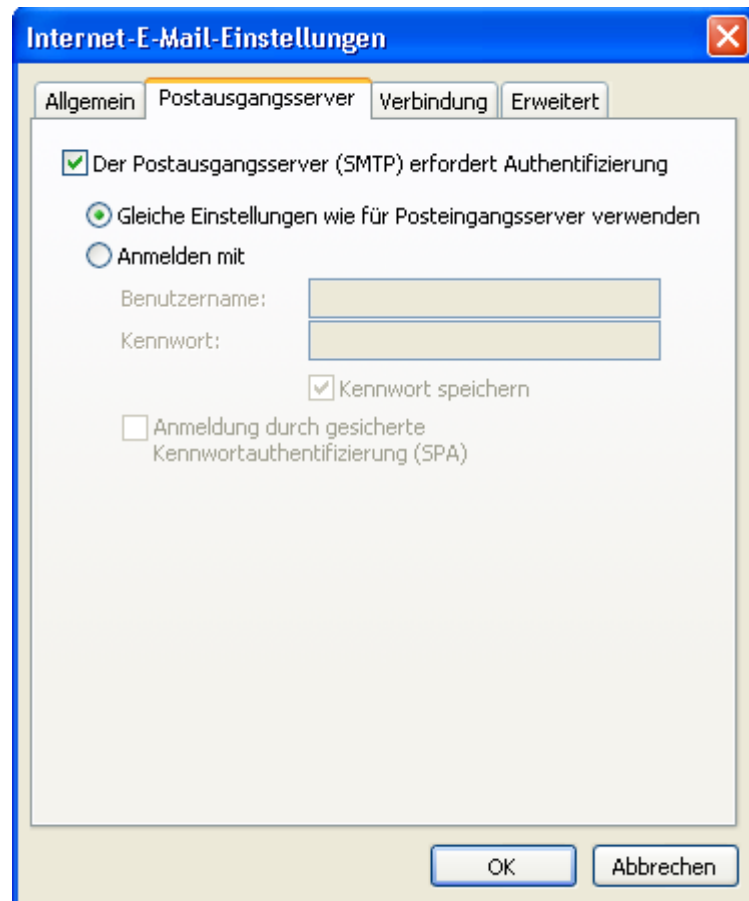 Internet-E-Mail-Einstellungen
Allgemein Postausgangsserver Verbindung Erweitert
Der Postausgangsserver (SMTP) erfordert Authentifizierung
Gleiche Einstellungen wie für Posteingangsserver verwenden
Anmelden mit
Benutzername:
Kennwort:
Kennwort speichern
Anmeldung durch gesicherte
Kennwortauthentifizierung (SPA)
OK Abbrechen